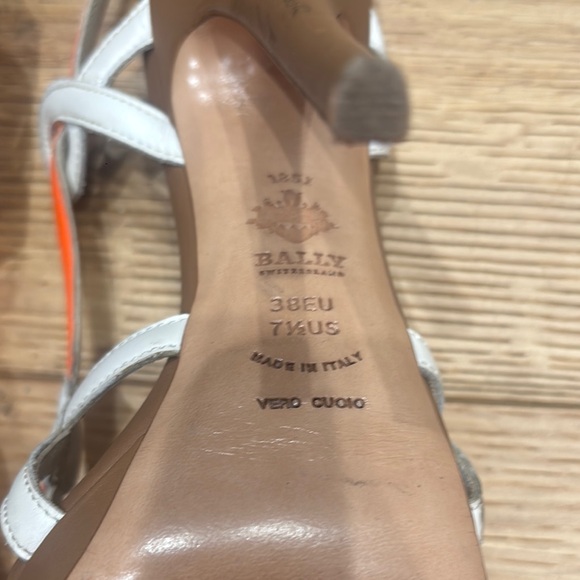 1851
BALLY
SWITZERLAND
38EU
7½US
MADE IN ITALY
VERO CUOIO